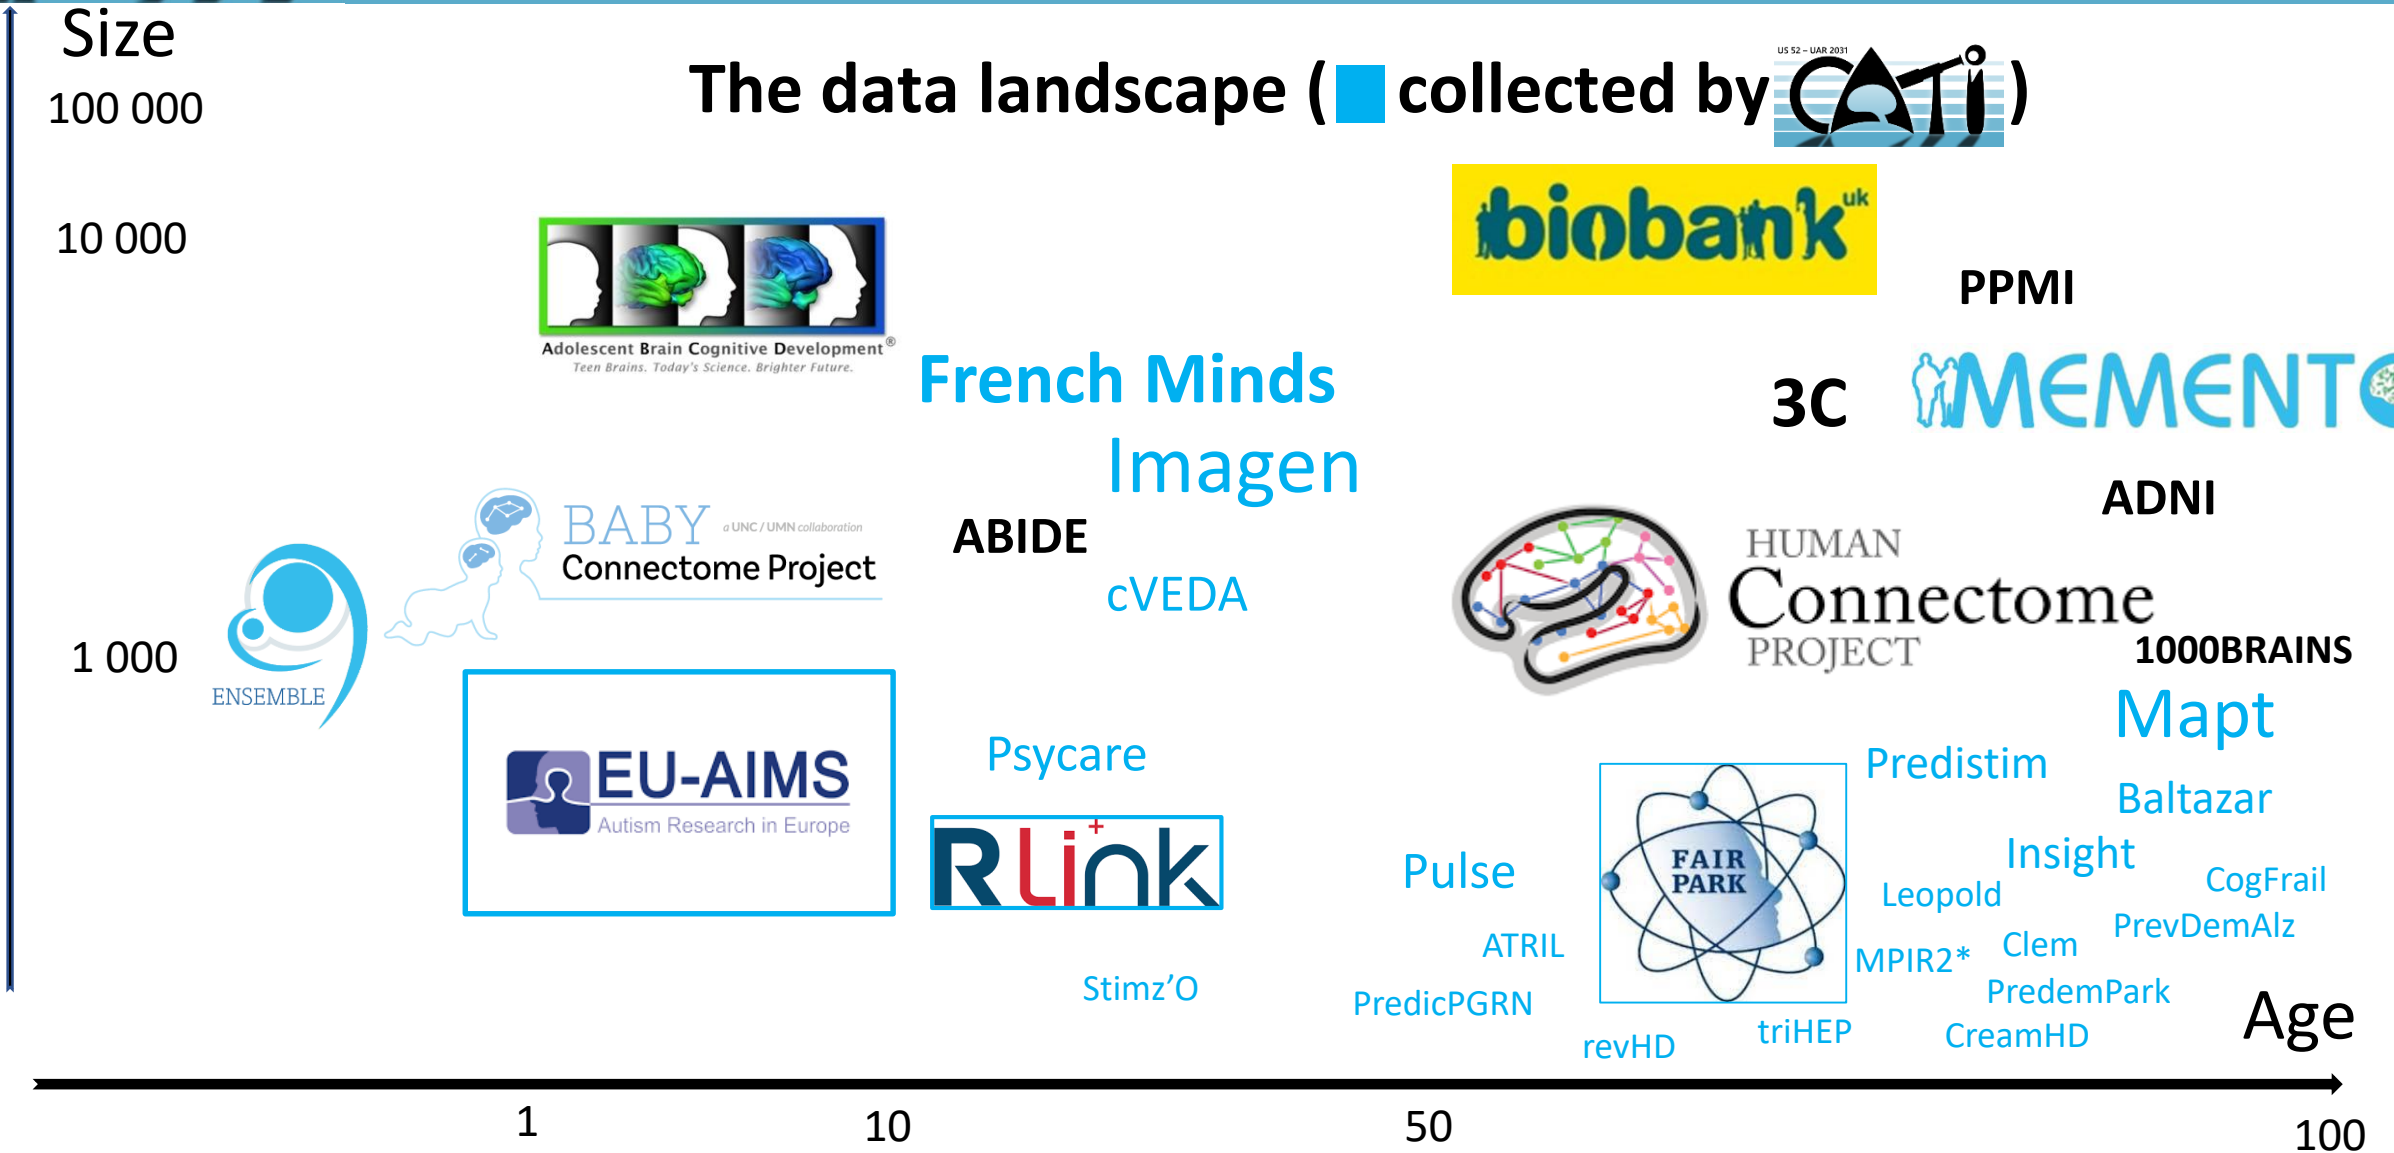 Size
100 000
10 000
1 000
The data landscape ( collected by CATi )
US 52 – UAR 2031
biobank uk
PPMI
Adolescent Brain Cognitive Development®
Teen Brains. Today's Science. Brighter Future.
French Minds
3C
MEMENTO
Imagen
ADNI
BABY a UNC / UMN collaboration
Connectome Project
ABIDE
cVEDA
HUMAN
Connectome
PROJECT
ENSEMBLE
1000BRAINS
Mapt
EU-AIMS
Autism Research in Europe
Psycare
RLink
Predistim
Baltazar
FAIR
PARK
Pulse
Insight
Leopold
CogFrail
ATRIL
PrevDemAlz
MPIR2*
Clem
Stimz’O
PredicPGRN
PredemPark
revHD
triHEP
CreamHD
Age
1
10
50
100